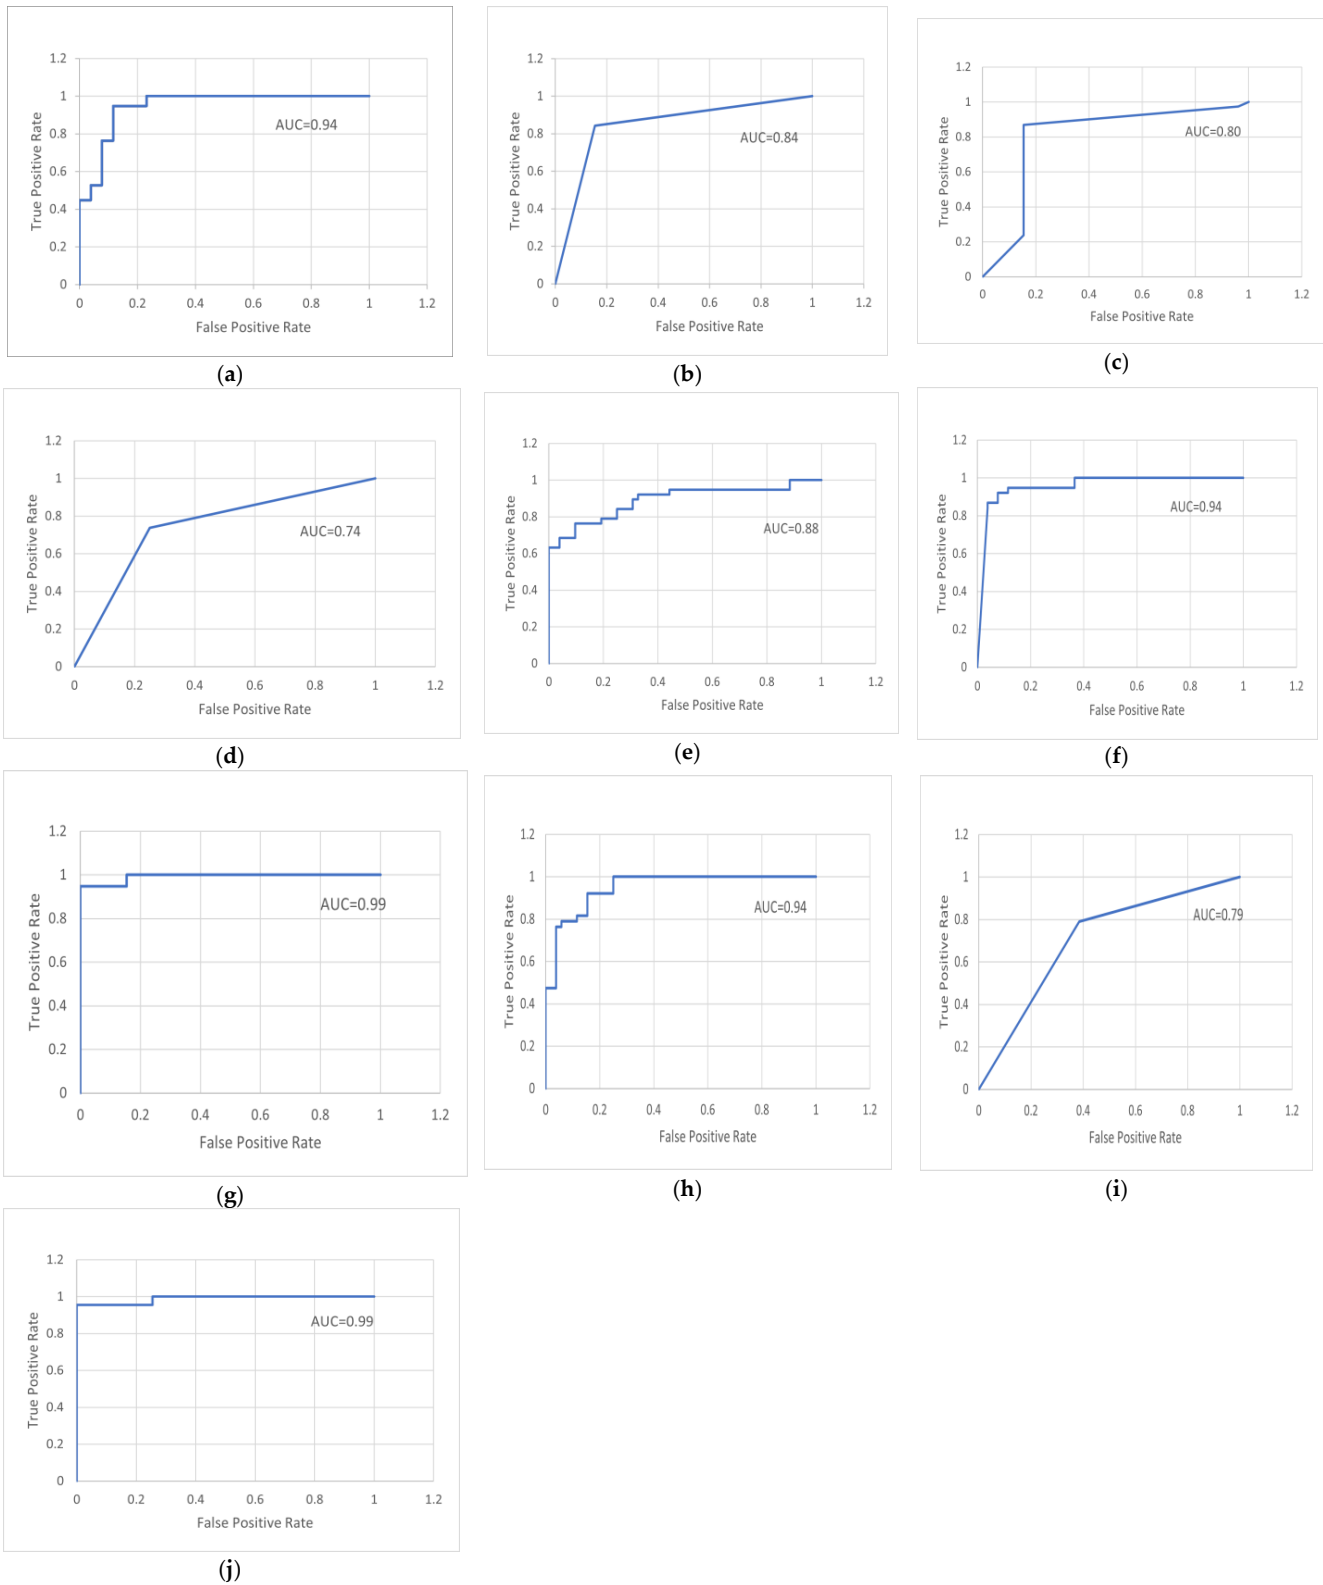 1.2
1
0.8
0.6
0.4
0.2
0
0 0.2 0.4 0.6 0.8 1 1.2
True Positive Rate
False Positive Rate
AUC=0.94
(a)
1.2
1
0.8
0.6
0.4
0.2
0
0 0.2 0.4 0.6 0.8 1 1.2
True Positive Rate
False Positive Rate
AUC=0.84
(b)
1.2
1
0.8
0.6
0.4
0.2
0
0 0.2 0.4 0.6 0.8 1 1.2
True Positive Rate
False Positive Rate
AUC=0.80
(c)
1.2
1
0.8
0.6
0.4
0.2
0
0 0.2 0.4 0.6 0.8 1 1.2
True Positive Rate
False Positive Rate
AUC=0.74
(d)
1.2
1
0.8
0.6
0.4
0.2
0
0 0.2 0.4 0.6 0.8 1 1.2
True Positive Rate
False Positive Rate
AUC=0.88
(e)
1.2
1
0.8
0.6
0.4
0.2
0
0 0.2 0.4 0.6 0.8 1 1.2
True Positive Rate
False Positive Rate
AUC=0.94
(f)
1.2
1
0.8
0.6
0.4
0.2
0
0 0.2 0.4 0.6 0.8 1 1.2
True Positive Rate
False Positive Rate
AUC=0.99
(g)
1.2
1
0.8
0.6
0.4
0.2
0
0 0.2 0.4 0.6 0.8 1 1.2
True Positive Rate
False Positive Rate
AUC=0.94
(h)
1.2
1
0.8
0.6
0.4
0.2
0
0 0.2 0.4 0.6 0.8 1 1.2
True Positive Rate
False Positive Rate
AUC=0.79
(i)
1.2
1
0.8
0.6
0.4
0.2
0
0 0.2 0.4 0.6 0.8 1 1.2
True Positive Rate
False Positive Rate
AUC=0.99
(j)